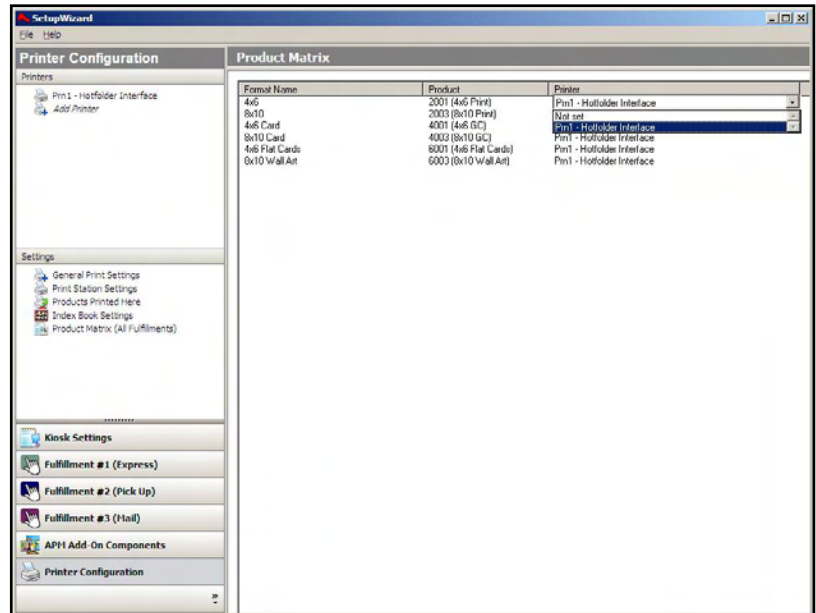 SetupWizard
File Help
Printer Configuration
Printers
Prn1 - Hotfolder Interface
Add Printer
Settings
General Print Settings
Print Station Settings
Products Printed Here
Index Book Settings
Product Matrix (All Fulfilments)
Kiosk Settings
Fulfillment #1 (Express)
Fulfillment #2 (Pick Up)
Fulfillment #3 (Mail)
APM Add-On Components
Printer Configuration
Product Matrix
Format Name Product Printer
4x6 2001 (4x6 Print) Prn1 - Hotfolder Interface
8x10 2003 (8x10 Print) Not set
4x6 Card 4001 (4x6 GC) Prn1 - Hotfolder Interface
8x10 Card 4003 (8x10 GC) Prn1 - Hotfolder Interface
4x6 Flat Cards 6001 (4x6 Flat Cards) Prn1 - Hotfolder Interface
8x10 Wall Art 6003 (8x10 Wall Art) Prn1 - Hotfolder Interface